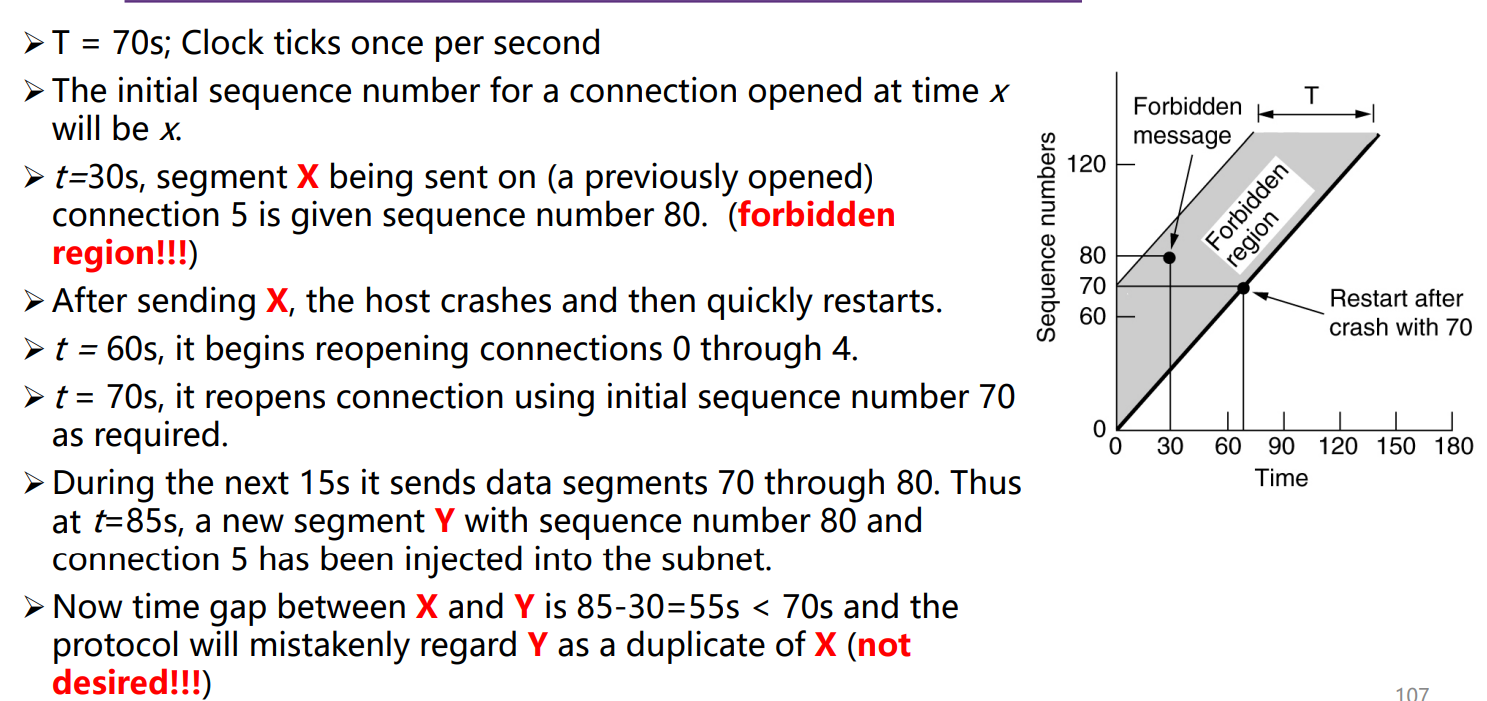 ➢ T = 70s; Clock ticks once per second
➢ The initial sequence number for a connection opened at time x
will be x.
➢ t=30s, segment X being sent on (a previously opened)
connection 5 is given sequence number 80. (forbidden
region!!!)
➢ After sending X, the host crashes and then quickly restarts.
➢ t = 60s, it begins reopening connections 0 through 4.
➢ t = 70s, it reopens connection using initial sequence number 70
as required.
➢ During the next 15s it sends data segments 70 through 80. Thus
at t=85s, a new segment Y with sequence number 80 and
connection 5 has been injected into the subnet.
➢ Now time gap between X and Y is 85-30=55s < 70s and the
protocol will mistakenly regard Y as a duplicate of X (not
desired!!!)
T
Forbidden
message
Sequence numbers
120
80
70
60
0
Forbidden
region
Restart after
crash with 70
0 30 60 90 120 150 180
Time
107